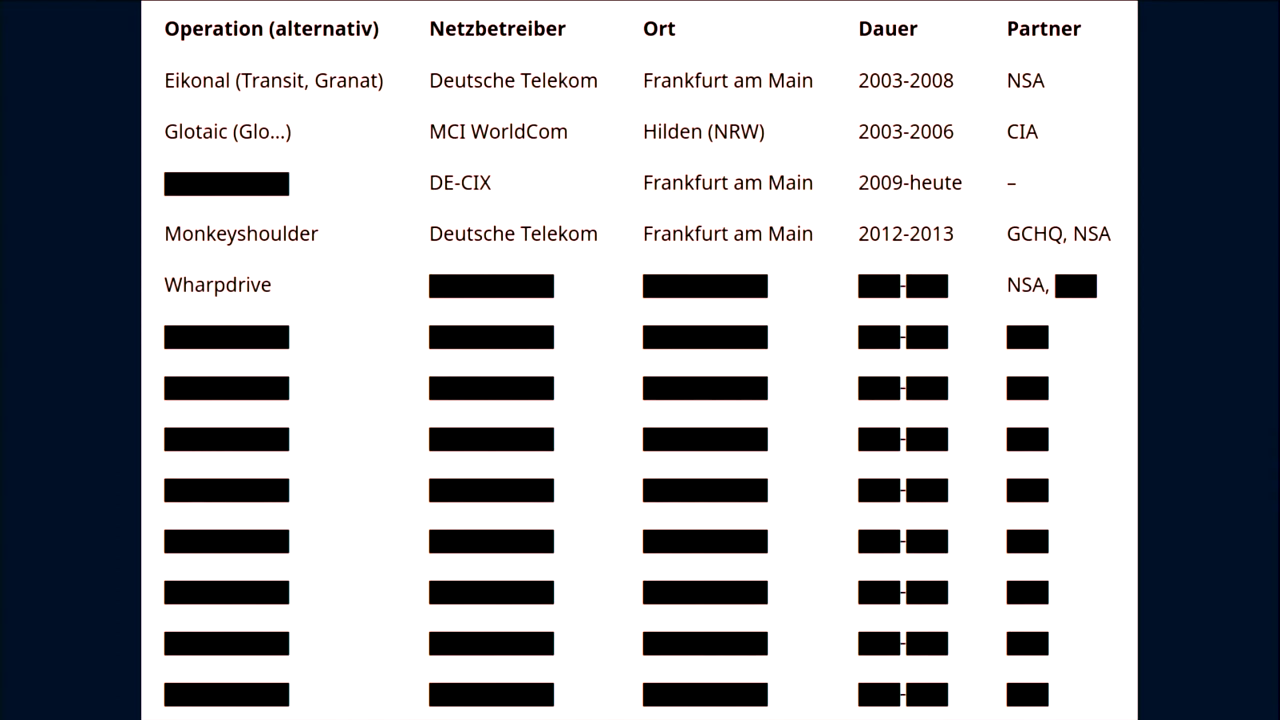 Operation (alternativ) Netzbetreiber Ort Dauer Partner
Eikonal (Transit, Granat) Deutsche Telekom Frankfurt am Main 2003-2008 NSA
Glotaic (Glo...) MCI WorldCom Hilden (NRW) 2003-2006 CIA
DE-CIX Frankfurt am Main 2009-heute –
Monkeyshoulder Deutsche Telekom Frankfurt am Main 2012-2013 GCHQ, NSA
Wharpdrive - NSA,
-
-
-
-
-
-
-
-